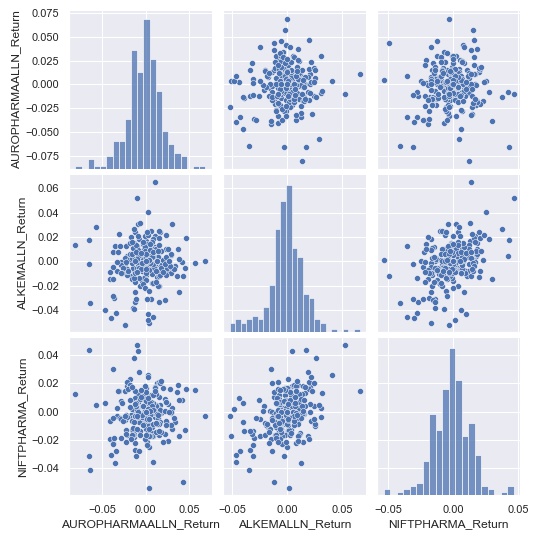 0.075
0.050
0.025
0.000
−0.025
−0.050
−0.075
AUROPHARMAALLN_Return
0.06
0.04
0.02
0.00
−0.02
−0.04
ALKEMALLN_Return
0.04
0.02
0.00
−0.02
−0.04
NIFTPHARMA_Return
−0.05 0.00 0.05
AUROPHARMAALLN_Return
−0.05 0.00 0.05
ALKEMALLN_Return
−0.05 0.00 0.05
NIFTPHARMA_Return